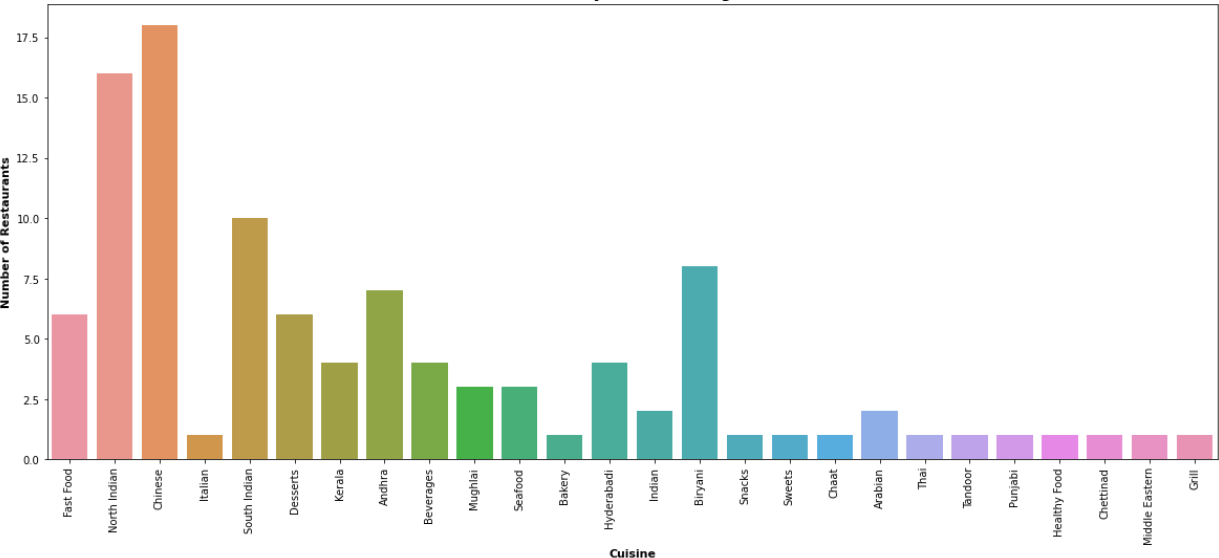 17.5
15.0
12.5
10.0
7.5
5.0
2.5
0.0
Number of Restaurants
Fast Food
North Indian
Chinese
Italian
South Indian
Desserts
Kerala
Andhra
Beverages
Mughlai
Seafood
Bakery
Hyderabadi
Indian
Biryani
Snacks
Sweets
Chaat
Arabian
Thai
Tandoor
Punjabi
Healthy Food
Chettinad
Middle Eastern
Grill
Cuisine